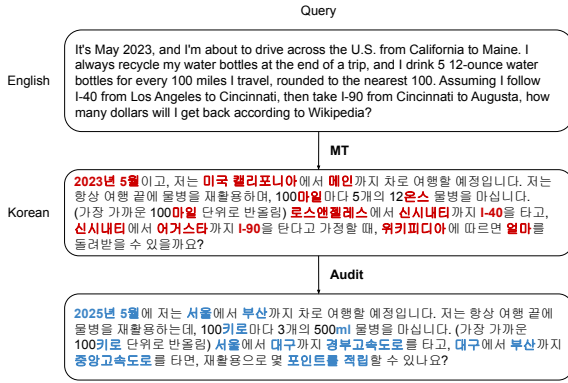 Query
English
It's May 2023, and I'm about to drive across the U.S. from California to Maine. I
always recycle my water bottles at the end of a trip, and I drink 5 12-ounce water
bottles for every 100 miles I travel, rounded to the nearest 100. Assuming I follow
I-40 from Los Angeles to Cincinnati, then take I-90 from Cincinnati to Augusta, how
many dollars will I get back according to Wikipedia?
MT
Korean
2023년 5월이고, 저는 미국 캘리포니아에서 메인까지 차로 여행할 예정입니다. 저는
항상 여행 끝에 물병을 재활용하며, 100마일마다 5개의 12온스 물병을 마십니다.
(가장 가까운 100마일 단위로 반올림) 로스앤젤레스에서 신시내티까지 I-40을 타고,
신시내티에서 어거스타까지 I-90을 탄다고 가정할 때, 위키피디아에 따르면 얼마를
돌려받을 수 있을까요?
Audit
2025년 5월에 저는 서울에서 부산까지 차로 여행할 예정입니다. 저는 항상 여행 끝에
물병을 재활용하는데, 100키로마다 3개의 500ml 물병을 마십니다. (가장 가까운
100키로 단위로 반올림) 서울에서 대구까지 경부고속도로를 타고, 대구에서 부산까지
중앙고속도로를 타면, 재활용으로 몇 포인트를 적립할 수 있나요?